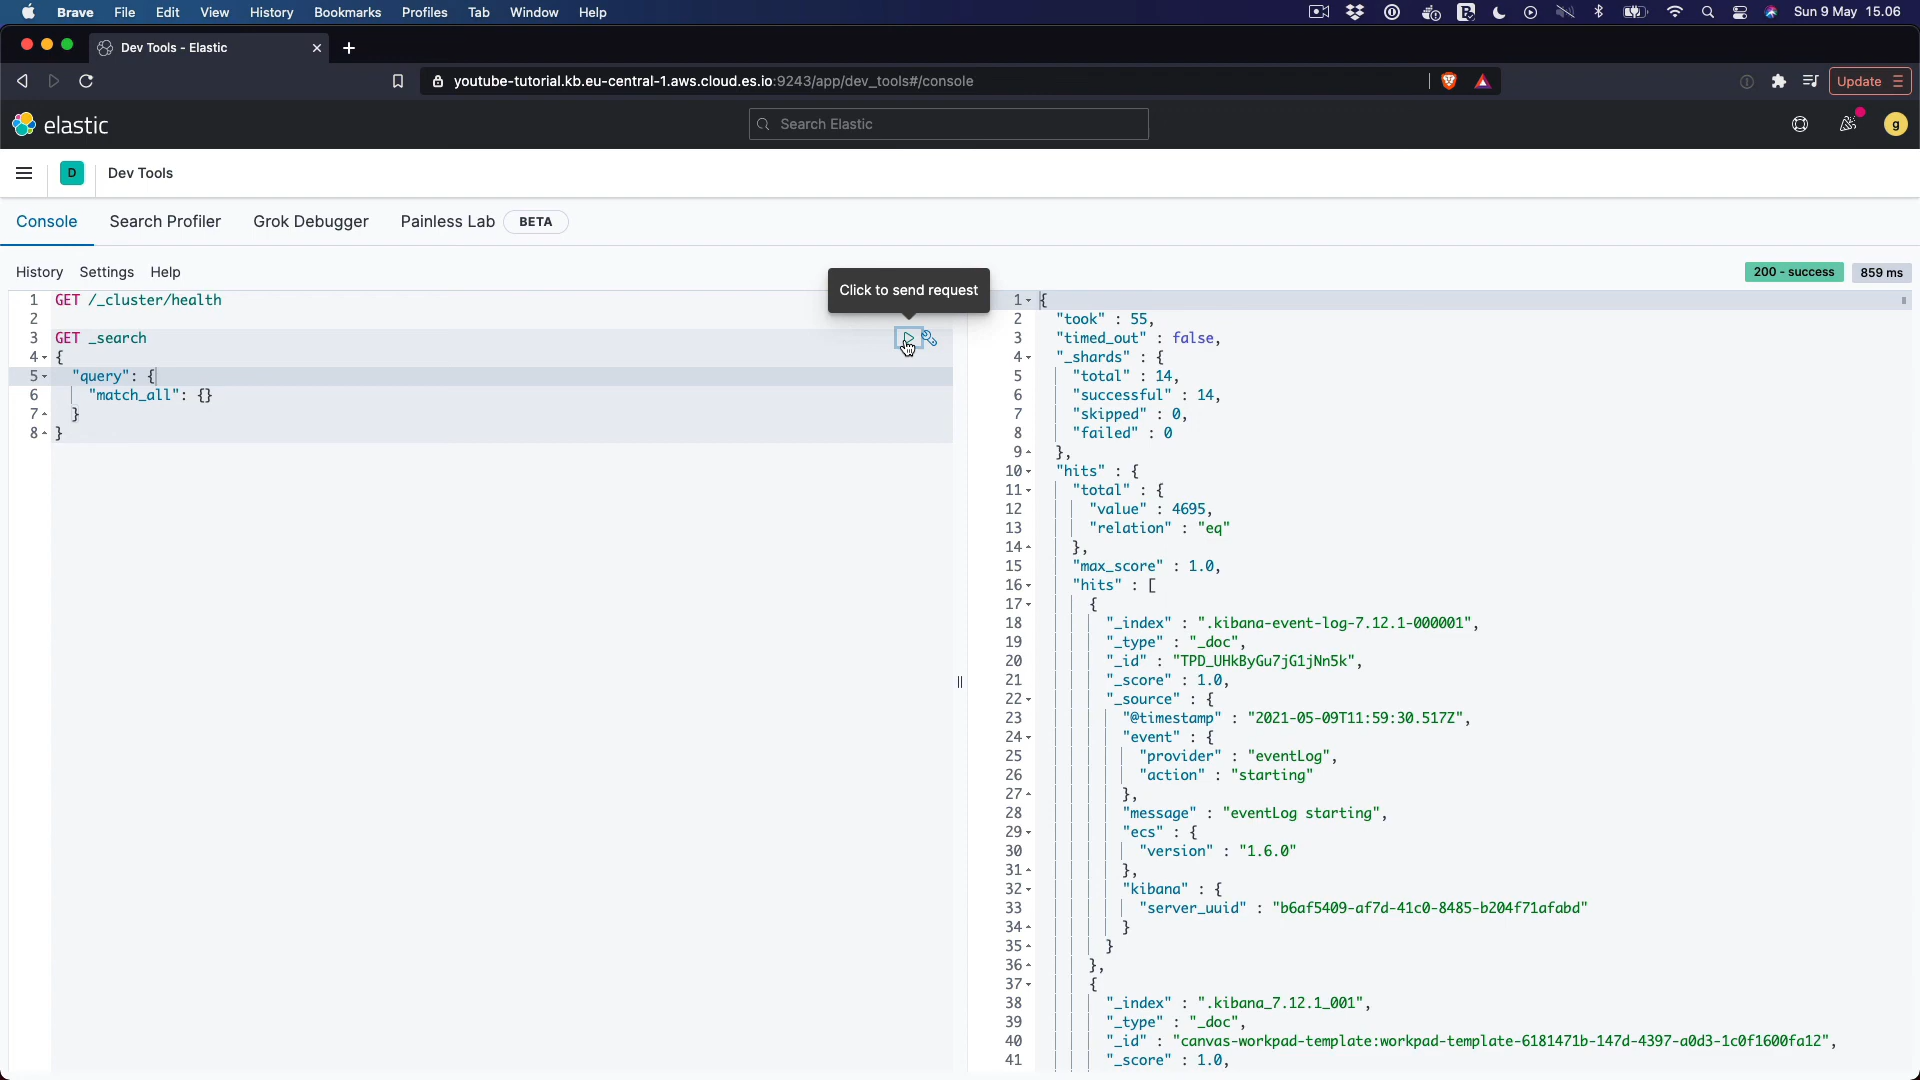 Brave File Edit View History Bookmarks Profiles Tab Window Help Sun 9 May 15.06
Dev Tools - Elastic
youtube-tutorial.kb.eu-central-1.aws.cloud.es.io:9243/app/dev_tools#/console Update
elastic Search Elastic g
D Dev Tools
Console Search Profiler Grok Debugger Painless Lab BETA
History Settings Help 200 - success 859 ms
Click to send request
1 GET /_cluster/health
2
3 GET _search
4 {
5 "query": {
6 "match_all": {}
7 }
8 }
1 {
2 "took" : 55,
3 "timed_out" : false,
4 "_shards" : {
5 "total" : 14,
6 "successful" : 14,
7 "skipped" : 0,
8 "failed" : 0
9 },
10 "hits" : {
11 "total" : {
12 "value" : 4695,
13 "relation" : "eq"
14 },
15 "max_score" : 1.0,
16 "hits" : [
17 {
18 "_index" : ".kibana-event-log-7.12.1-000001",
19 "_type" : "_doc",
20 "_id" : "TPD_UHkByGu7jG1jNn5k",
21 "_score" : 1.0,
22 "_source" : {
23 "@timestamp" : "2021-05-09T11:59:30.517Z",
24 "event" : {
25 "provider" : "eventLog",
26 "action" : "starting"
27 },
28 "message" : "eventLog starting",
29 "ecs" : {
30 "version" : "1.6.0"
31 },
32 "kibana" : {
33 "server_uuid" : "b6af5409-af7d-41c0-8485-b204f71afabd"
34 }
35 }
36 },
37 {
38 "_index" : ".kibana_7.12.1_001",
39 "_type" : "_doc",
40 "_id" : "canvas-workpad-template:workpad-template-6181471b-147d-4397-a0d3-1c0f1600fa12",
41 "_score" : 1.0,